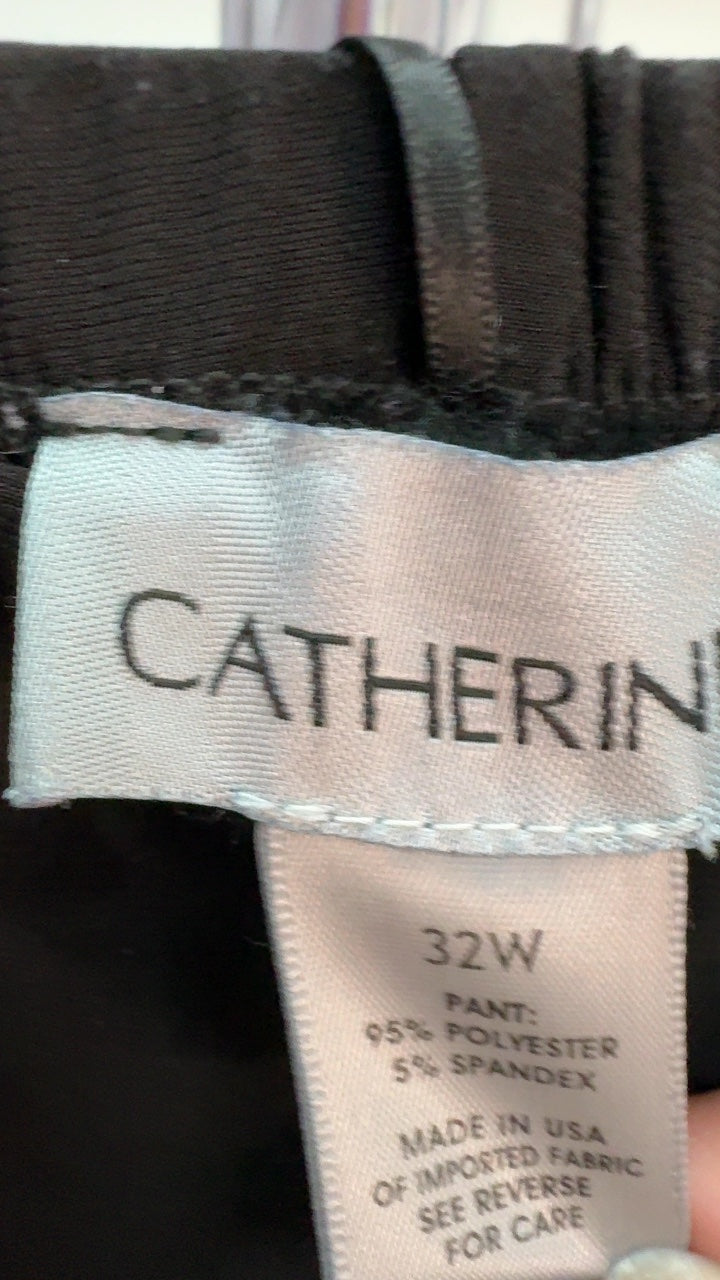 CATHERIN
32W
PANT:
95% POLYESTER
5% SPANDEX
MADE IN USA
OF IMPORTED FABRIC
SEE REVERSE
FOR CARE